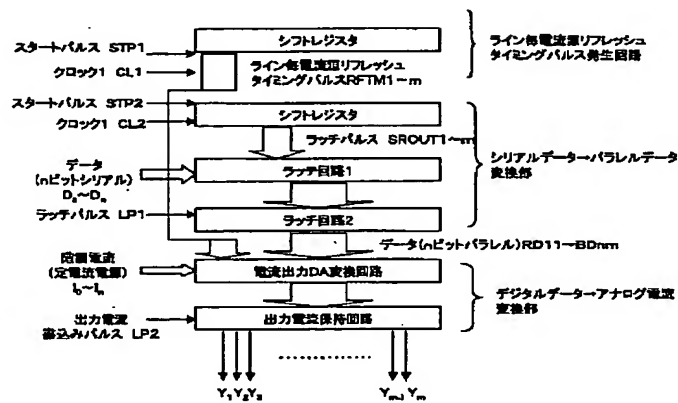 シフトレジスタ
スタートパルス STP1
クロック1 CL1
ライン毎電流源リフレッシュ
タイミングパルスRFTM1~m
ライン毎電流源リフレッシュ
タイミングパルス発生回路
スタートパルス STP2
シフトレジスタ
クロック1 CL2
ラッチパルス SROUT1~m
データ
(nビットシリアル)
ラッチ回路1
シリアルデータ→パラレルデータ
変換部
ラッチパルス LP1
ラッチ回路2
データ(nビットパラレル)RD11~BDnm
階調電流
(定電流電源)
I₀~Iₙ
電流出力DA変換回路
デジタルデータ→アナログ電流
変換部
出力電流
書込みパルス LP2
出力電流保持回路
Y₁ Y₂ Y₃
Yₘ₋₁ Yₘ